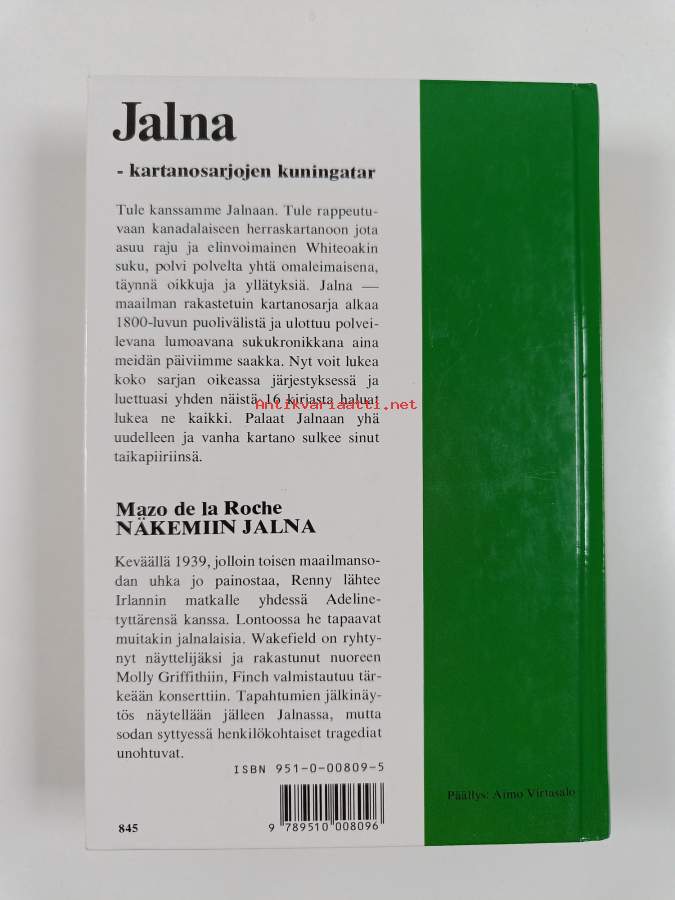 Jalna
- kartanosarjojen kuningatar
Tule kanssamme Jalnaan. Tule rappeutu-
vaan kanadalaiseen herraskartanoon jota
asuu raju ja elinvoimainen Whiteoakin
suku, polvi polvelta yhtä omaleimaisena,
täynnä oikkuja ja yllätyksiä. Jalna —
maailman rakastetuin kartanosarja alkaa
1800-luvun puolivälistä ja ulottuu polvei-
levana lumoavana sukukronikkana aina
meidän päiviimme saakka. Nyt voit lukea
koko sarjan oikeassa järjestyksessä ja
luettuasi yhden näistä 16 kirjasta haluat
Antikvariaatti.net
lukea ne kaikki. Palaat Jalnaan yhä
uudelleen ja vanha kartano sulkee sinut
taikapiiriinsä.
Mazo de la Roche
NÄKEMIIN JALNA
Keväällä 1939, jolloin toisen maailmanso-
dan uhka jo painostaa, Renny lähtee
Irlannin matkalle yhdessä Adeline-
tyttärensä kanssa. Lontoossa he tapaavat
muitakin jalnalaisia. Wakefield on ryhty-
nyt näyttelijäksi ja rakastunut nuoreen
Molly Griffithiin, Finch valmistautuu tär-
keään konserttiin. Tapahtumien jälkinäy-
tös näytellään jälleen Jalnassa, mutta
sodan syttyessä henkilökohtaiset tragediat
unohtuvat.
ISBN 951-0-00809-5
9 789510 008096
845
Päällys: Aimo Virtasalo